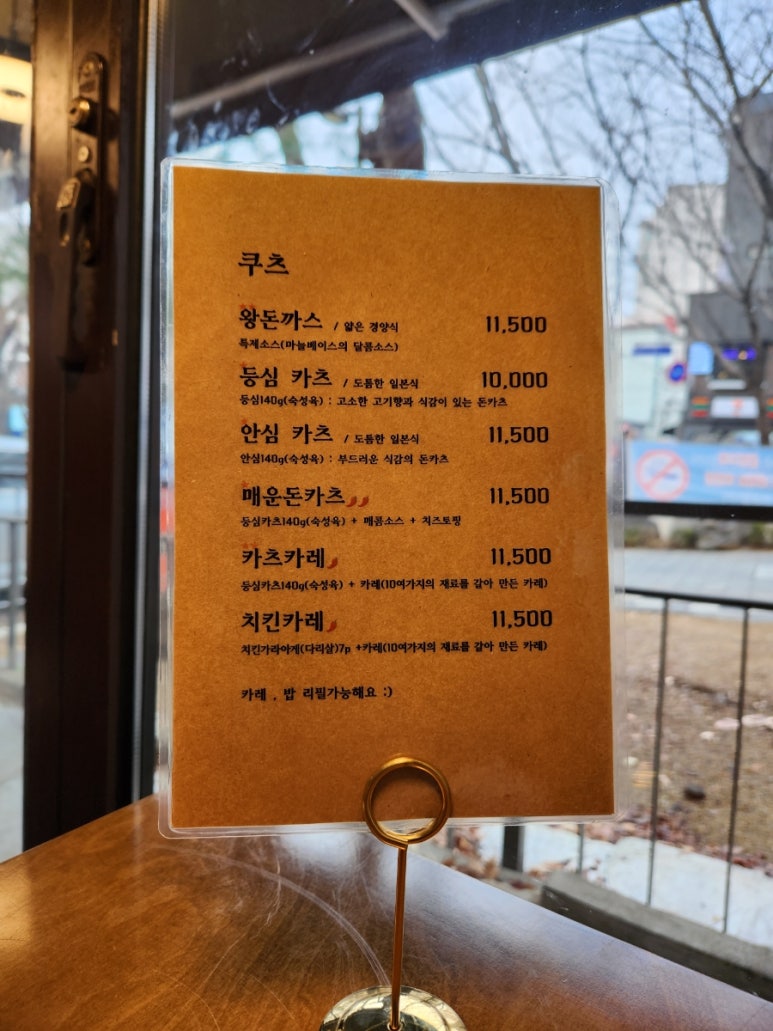 쿠츠
왕돈까스 / 얇은 경양식 11,500
특제소스(마늘베이스의 달콤소스)
등심 카츠 / 도톰한 일본식 10,000
등심140g(숙성육) : 고소한 고기향과 식감이 있는 돈카츠
안심 카츠 / 도톰한 일본식 11,500
안심140g(숙성육) : 부드러운 식감의 돈카츠
매운돈카츠 11,500
등심카츠140g(숙성육) + 매콤소스 + 치즈토핑
카츠카레 11,500
등심카츠140g(숙성육) + 카레(10여가지의 재료를 갈아 만든 카레)
치킨카레 11,500
치킨가라아게(다리살)7p +카레(10여가지의 재료를 갈아 만든 카레)
카레 , 밥 리필가능해요 :)